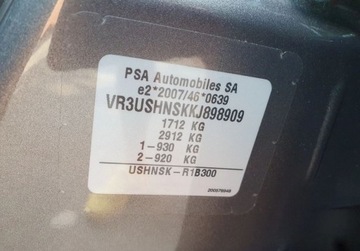 PSA Automobiles SA
e2*2007/46*0639
VR3USHNSKKJ898909
1712 KG
2912 KG
1-930 KG
2-920 KG
USHNSK-R1B300